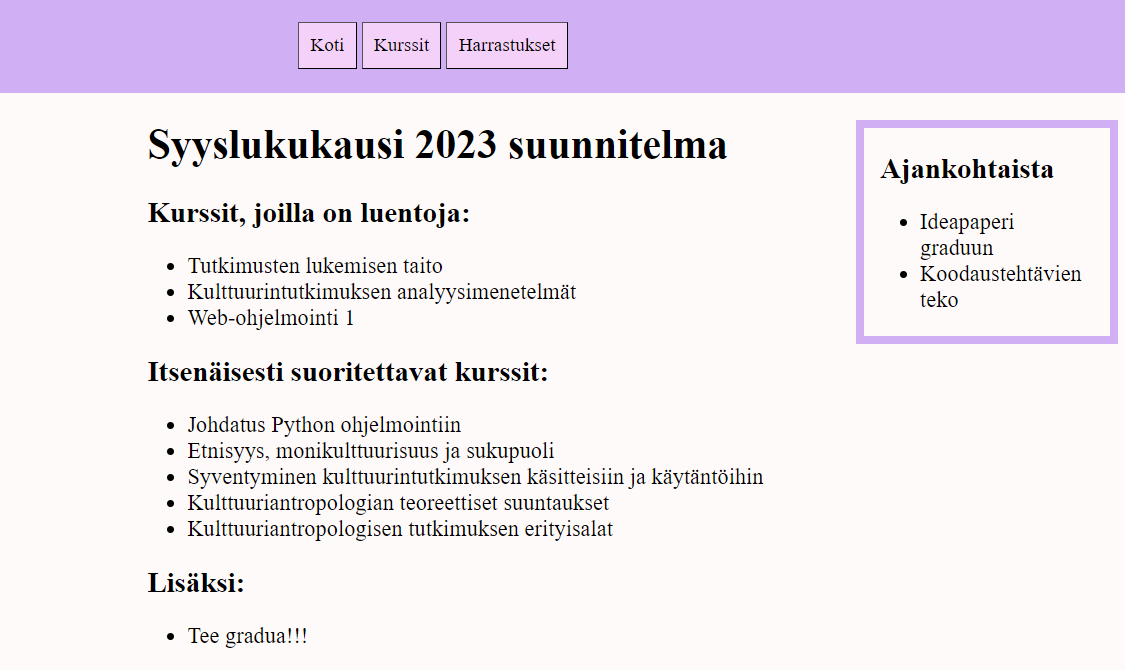 Koti Kurssit Harrastukset
Syyslukukausi 2023 suunnitelma
Kurssit, joilla on luentoja:
Tutkimusten lukemisen taito
Kulttuurintutkimuksen analyysimenetelmät
Web-ohjelmointi 1
Itsenäisesti suoritettavat kurssit:
Johdatus Python ohjelmointiin
Etnisyys, monikulttuurisuus ja sukupuoli
Syventyminen kulttuurintutkimuksen käsitteisiin ja käytäntöihin
Kulttuuriantropologian teoreettiset suuntaukset
Kulttuuriantropologisen tutkimuksen erityisalat
Lisäksi:
Tee gradua!!!
Ajankohtaista
Ideapaperi
graduun
Koodaustehtävien
teko